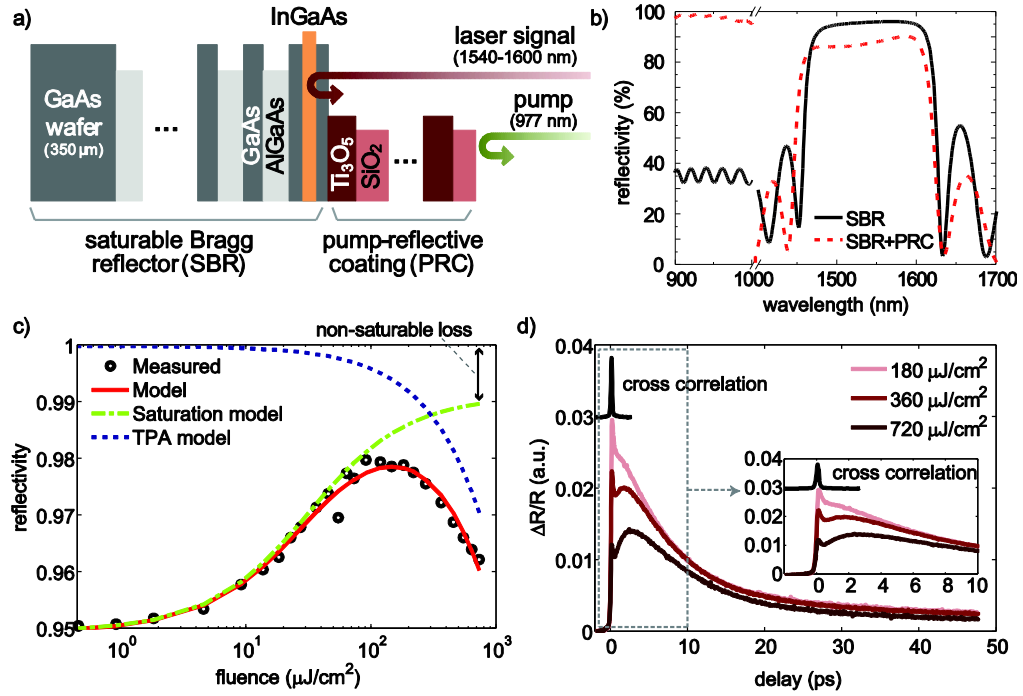 a)
InGaAs
laser signal
(1540-1600 nm)
pump
(977 nm)
GaAs
wafer
(350 µm)
...
GaAs
AlGaAs
Ti3O5
SiO2
...
saturable Bragg
reflector (SBR)
pump-reflective
coating (PRC)
b)
100
80
60
40
20
0
reflectivity (%)
SBR
SBR+PRC
900
1000
1500
1600
1700
wavelength (nm)
c)
non-saturable loss
1
0.99
0.98
0.97
0.96
0.95
reflectivity
Measured
Model
Saturation model
TPA model
10^0
10^1
10^2
10^3
fluence (µJ/cm²)
d)
0.04
0.03
0.02
0.01
0
ΔR/R (a.u.)
cross correlation
180 µJ/cm²
360 µJ/cm²
720 µJ/cm²
cross correlation
0.04
0.03
0.02
0.01
0
0
2
4
6
8
10
0
10
20
30
40
50
delay (ps)